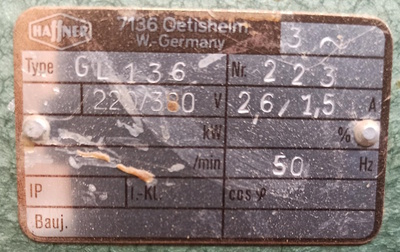 HAFFNER 7136 Oetisheim 3~
W.-Germany
Type GL 136 Nr. 223
220/380 V 2,6/1,5 A
kW %
/min 50 Hz
IP I.-Kl. cos φ
Bauj.